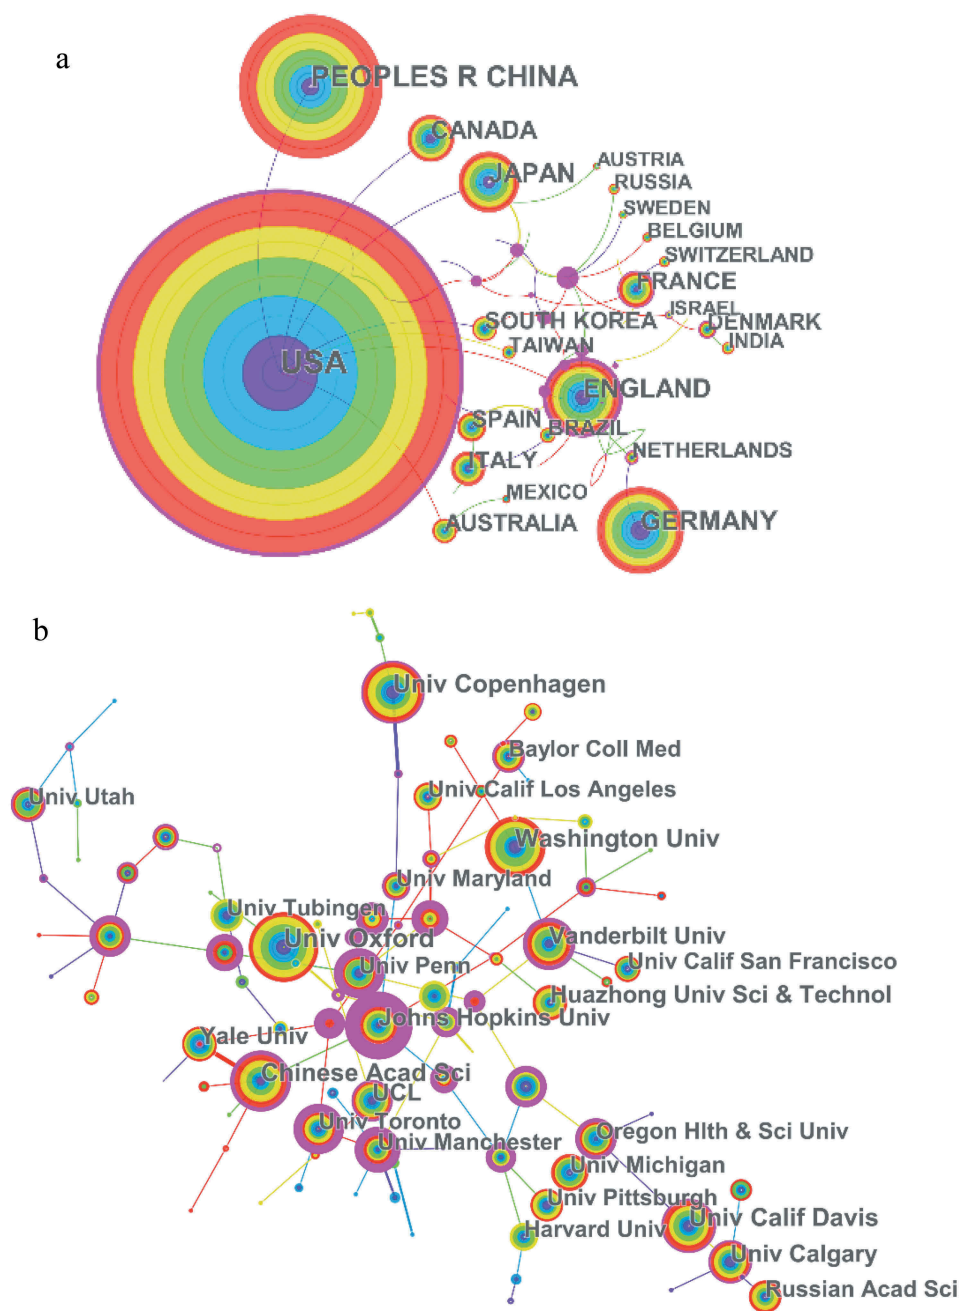 a
PEOPLES R CHINA
CANADA
JAPAN
AUSTRIA
RUSSIA
SWEDEN
BELGIUM
SWITZERLAND
FRANCE
ISRAEL
SOUTH KOREA
DENMARK
TAIWAN
INDIA
USA
ENGLAND
SPAIN
BRAZIL
NETHERLANDS
ITALY
MEXICO
AUSTRALIA
GERMANY
b
Univ Copenhagen
Baylor Coll Med
Univ Utah
Univ Calif Los Angeles
Washington Univ
Univ Maryland
Univ Tubingen
Univ Oxford
Vanderbilt Univ
Univ Penn
Univ Calif San Francisco
Huazhong Univ Sci & Technol
Johns Hopkins Univ
Yale Univ
Chinese Acad Sci
UCL
Univ Toronto
Oregon Hlth & Sci Univ
Univ Manchester
Univ Michigan
Univ Pittsburgh
Univ Calif Davis
Harvard Univ
Univ Calgary
Russian Acad Sci